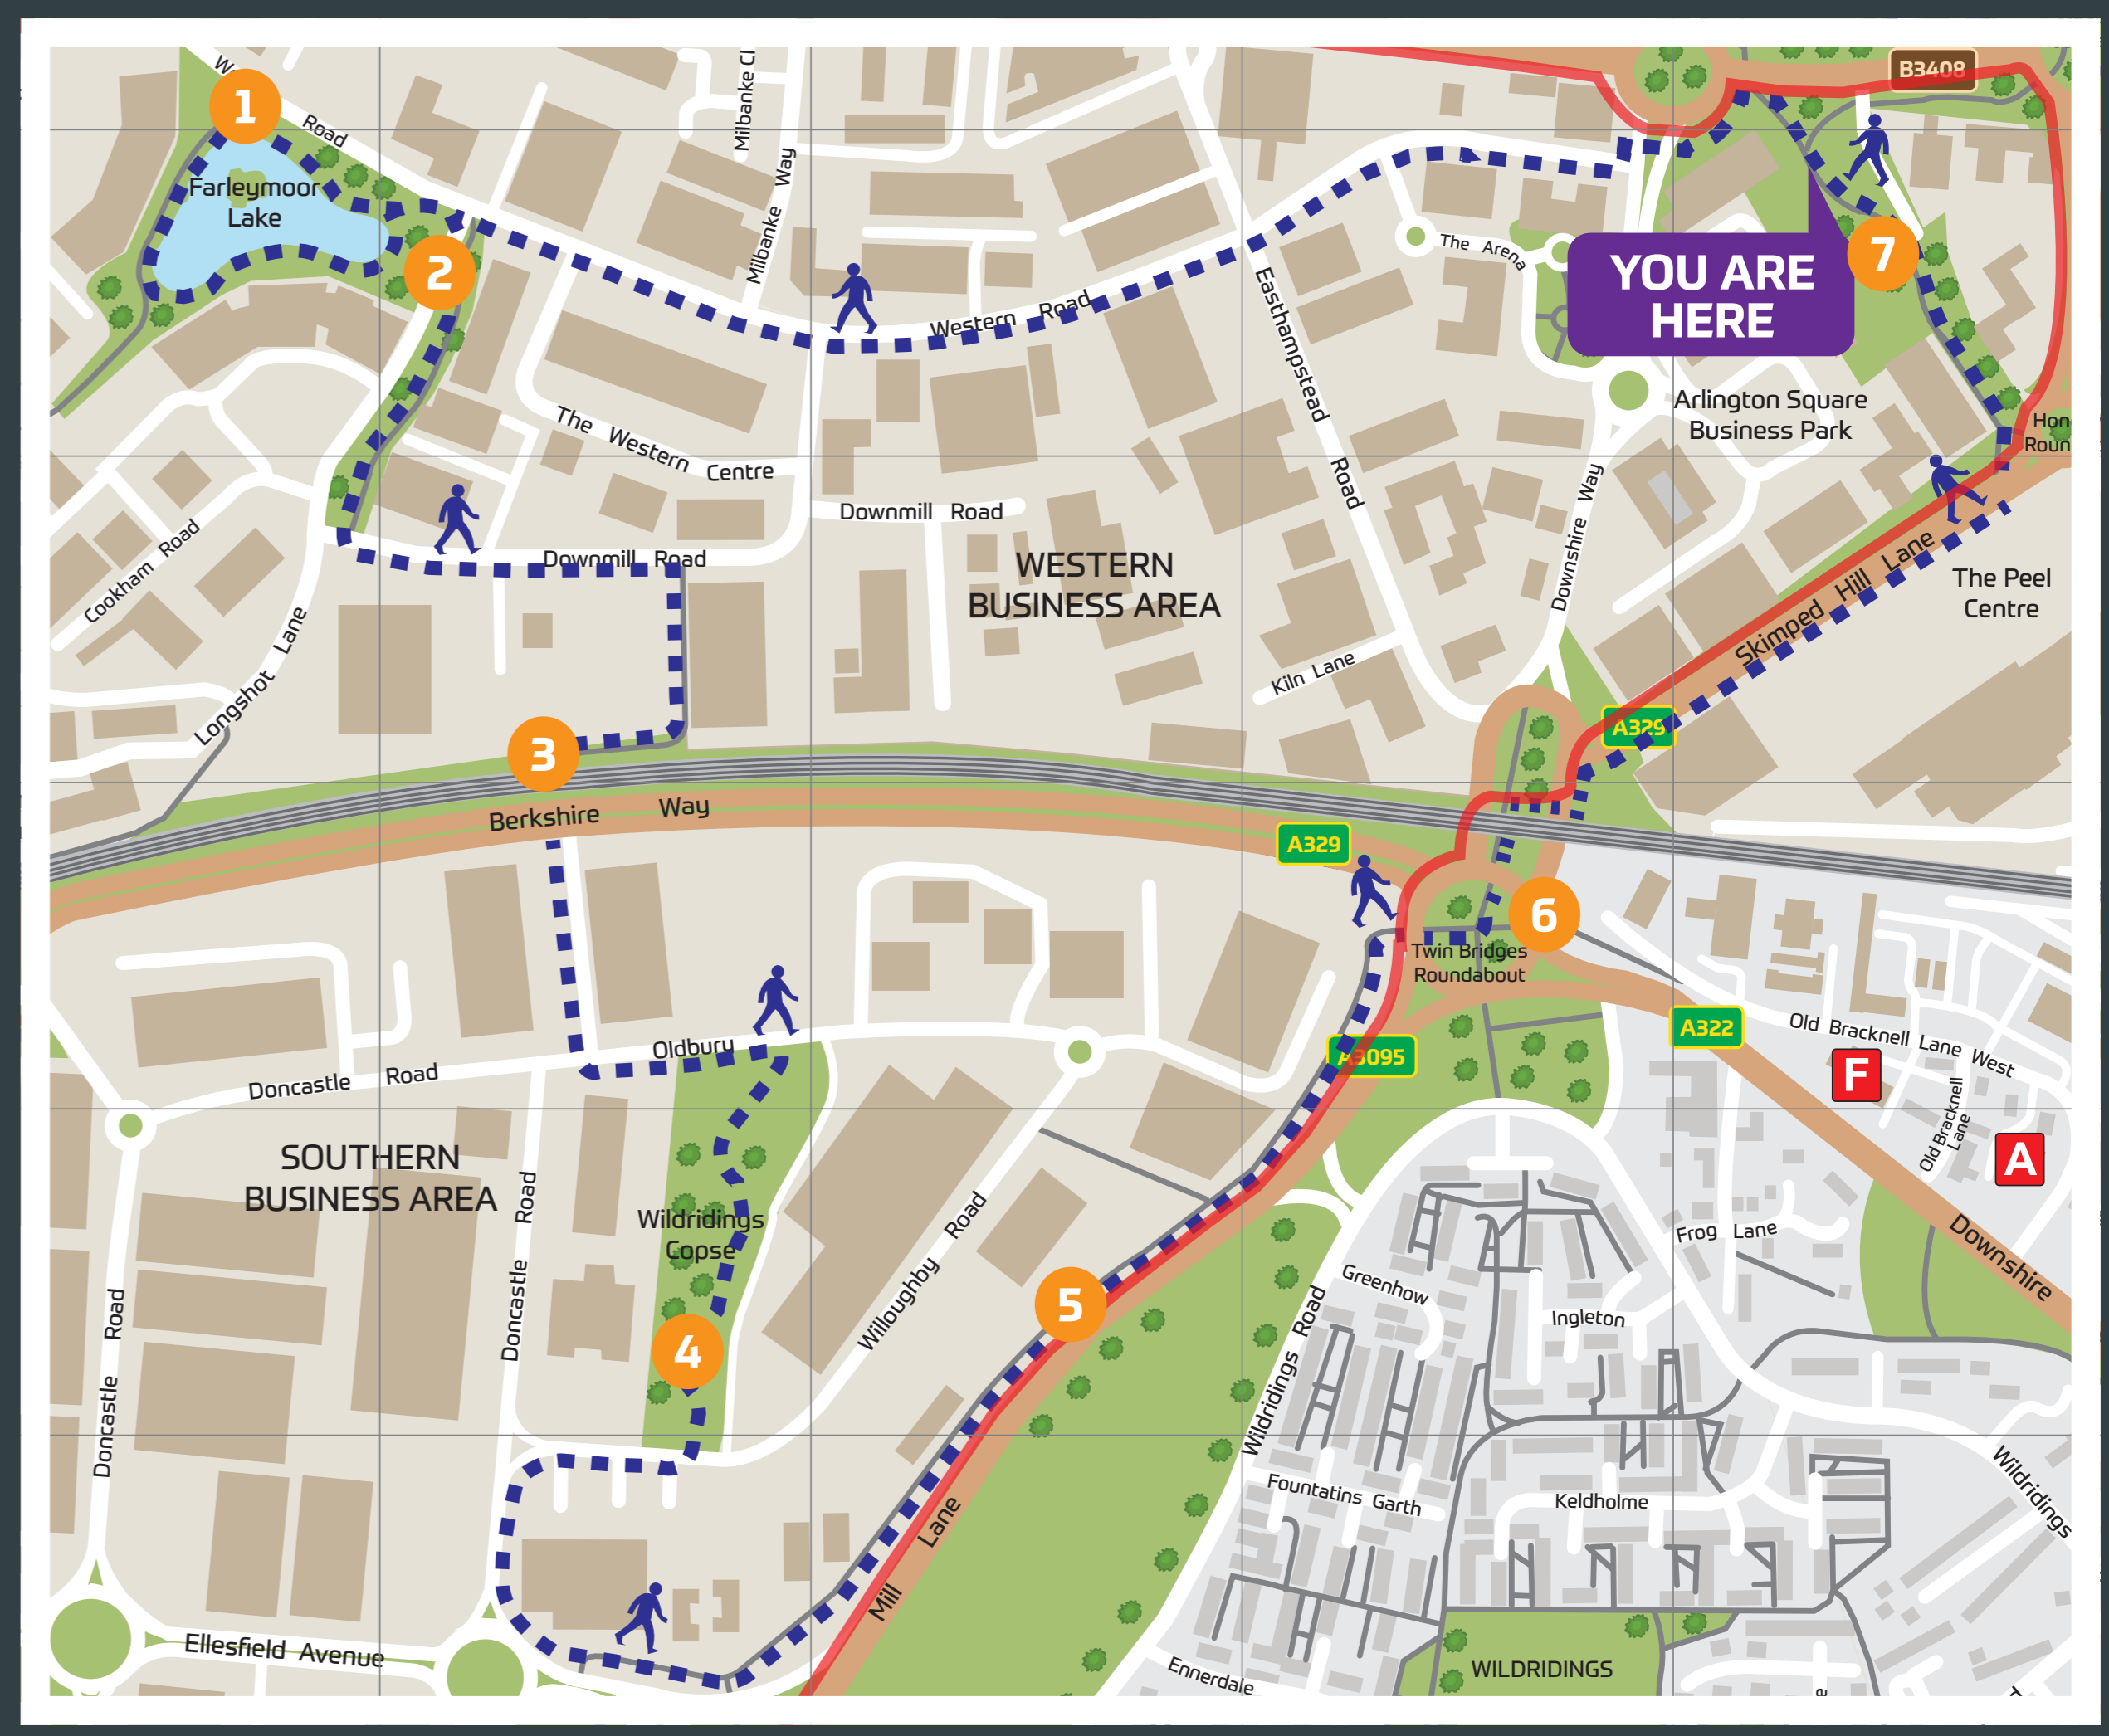 B3408
1
Road
Milbanke Cl
Milbanke Way
Farleymoor
Lake
2
The Arena
7
YOU ARE
HERE
Western Road
Easthampstead Road
Arlington Square
Business Park
The Western Centre
Downmill Road
Downmill Road
Downshire Way
Cookham Road
WESTERN
BUSINESS AREA
Skimped Hill Lane
The Peel
Centre
Longshot Lane
Kiln Lane
A329
3
Berkshire Way
A329
6
Twin Bridges
Roundabout
A322
Old Bracknell Lane West
Oldbury
A3095
F
Doncastle Road
Old Bracknell
Lane
A
SOUTHERN
BUSINESS AREA
Doncastle Road
Wildridings
Copse
Willoughby Road
Frog Lane
Downshire
Greenhow
Ingleton
5
4
Doncastle Road
Wildridings Road
Wildridings
Fountatins Garth
Keldholme
Mill Lane
Ellesfield Avenue
Ennerdale
WILDRIDINGS